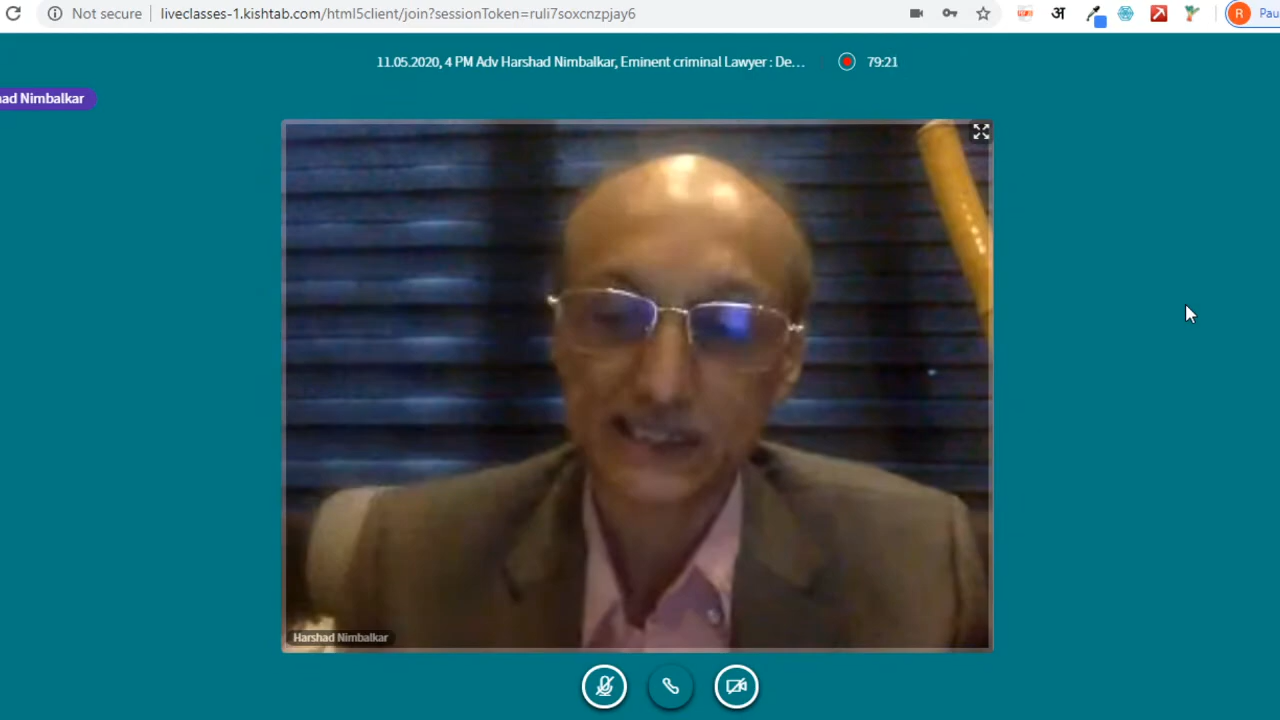 Not secure liveclasses-1.kishtab.com/html5client/join?sessionToken=ruli7soxcnzpjay6 अ R Pau
11.05.2020, 4 PM Adv Harshad Nimbalkar, Eminent criminal Lawyer : De... 79:21
ad Nimbalkar
Harshad Nimbalkar